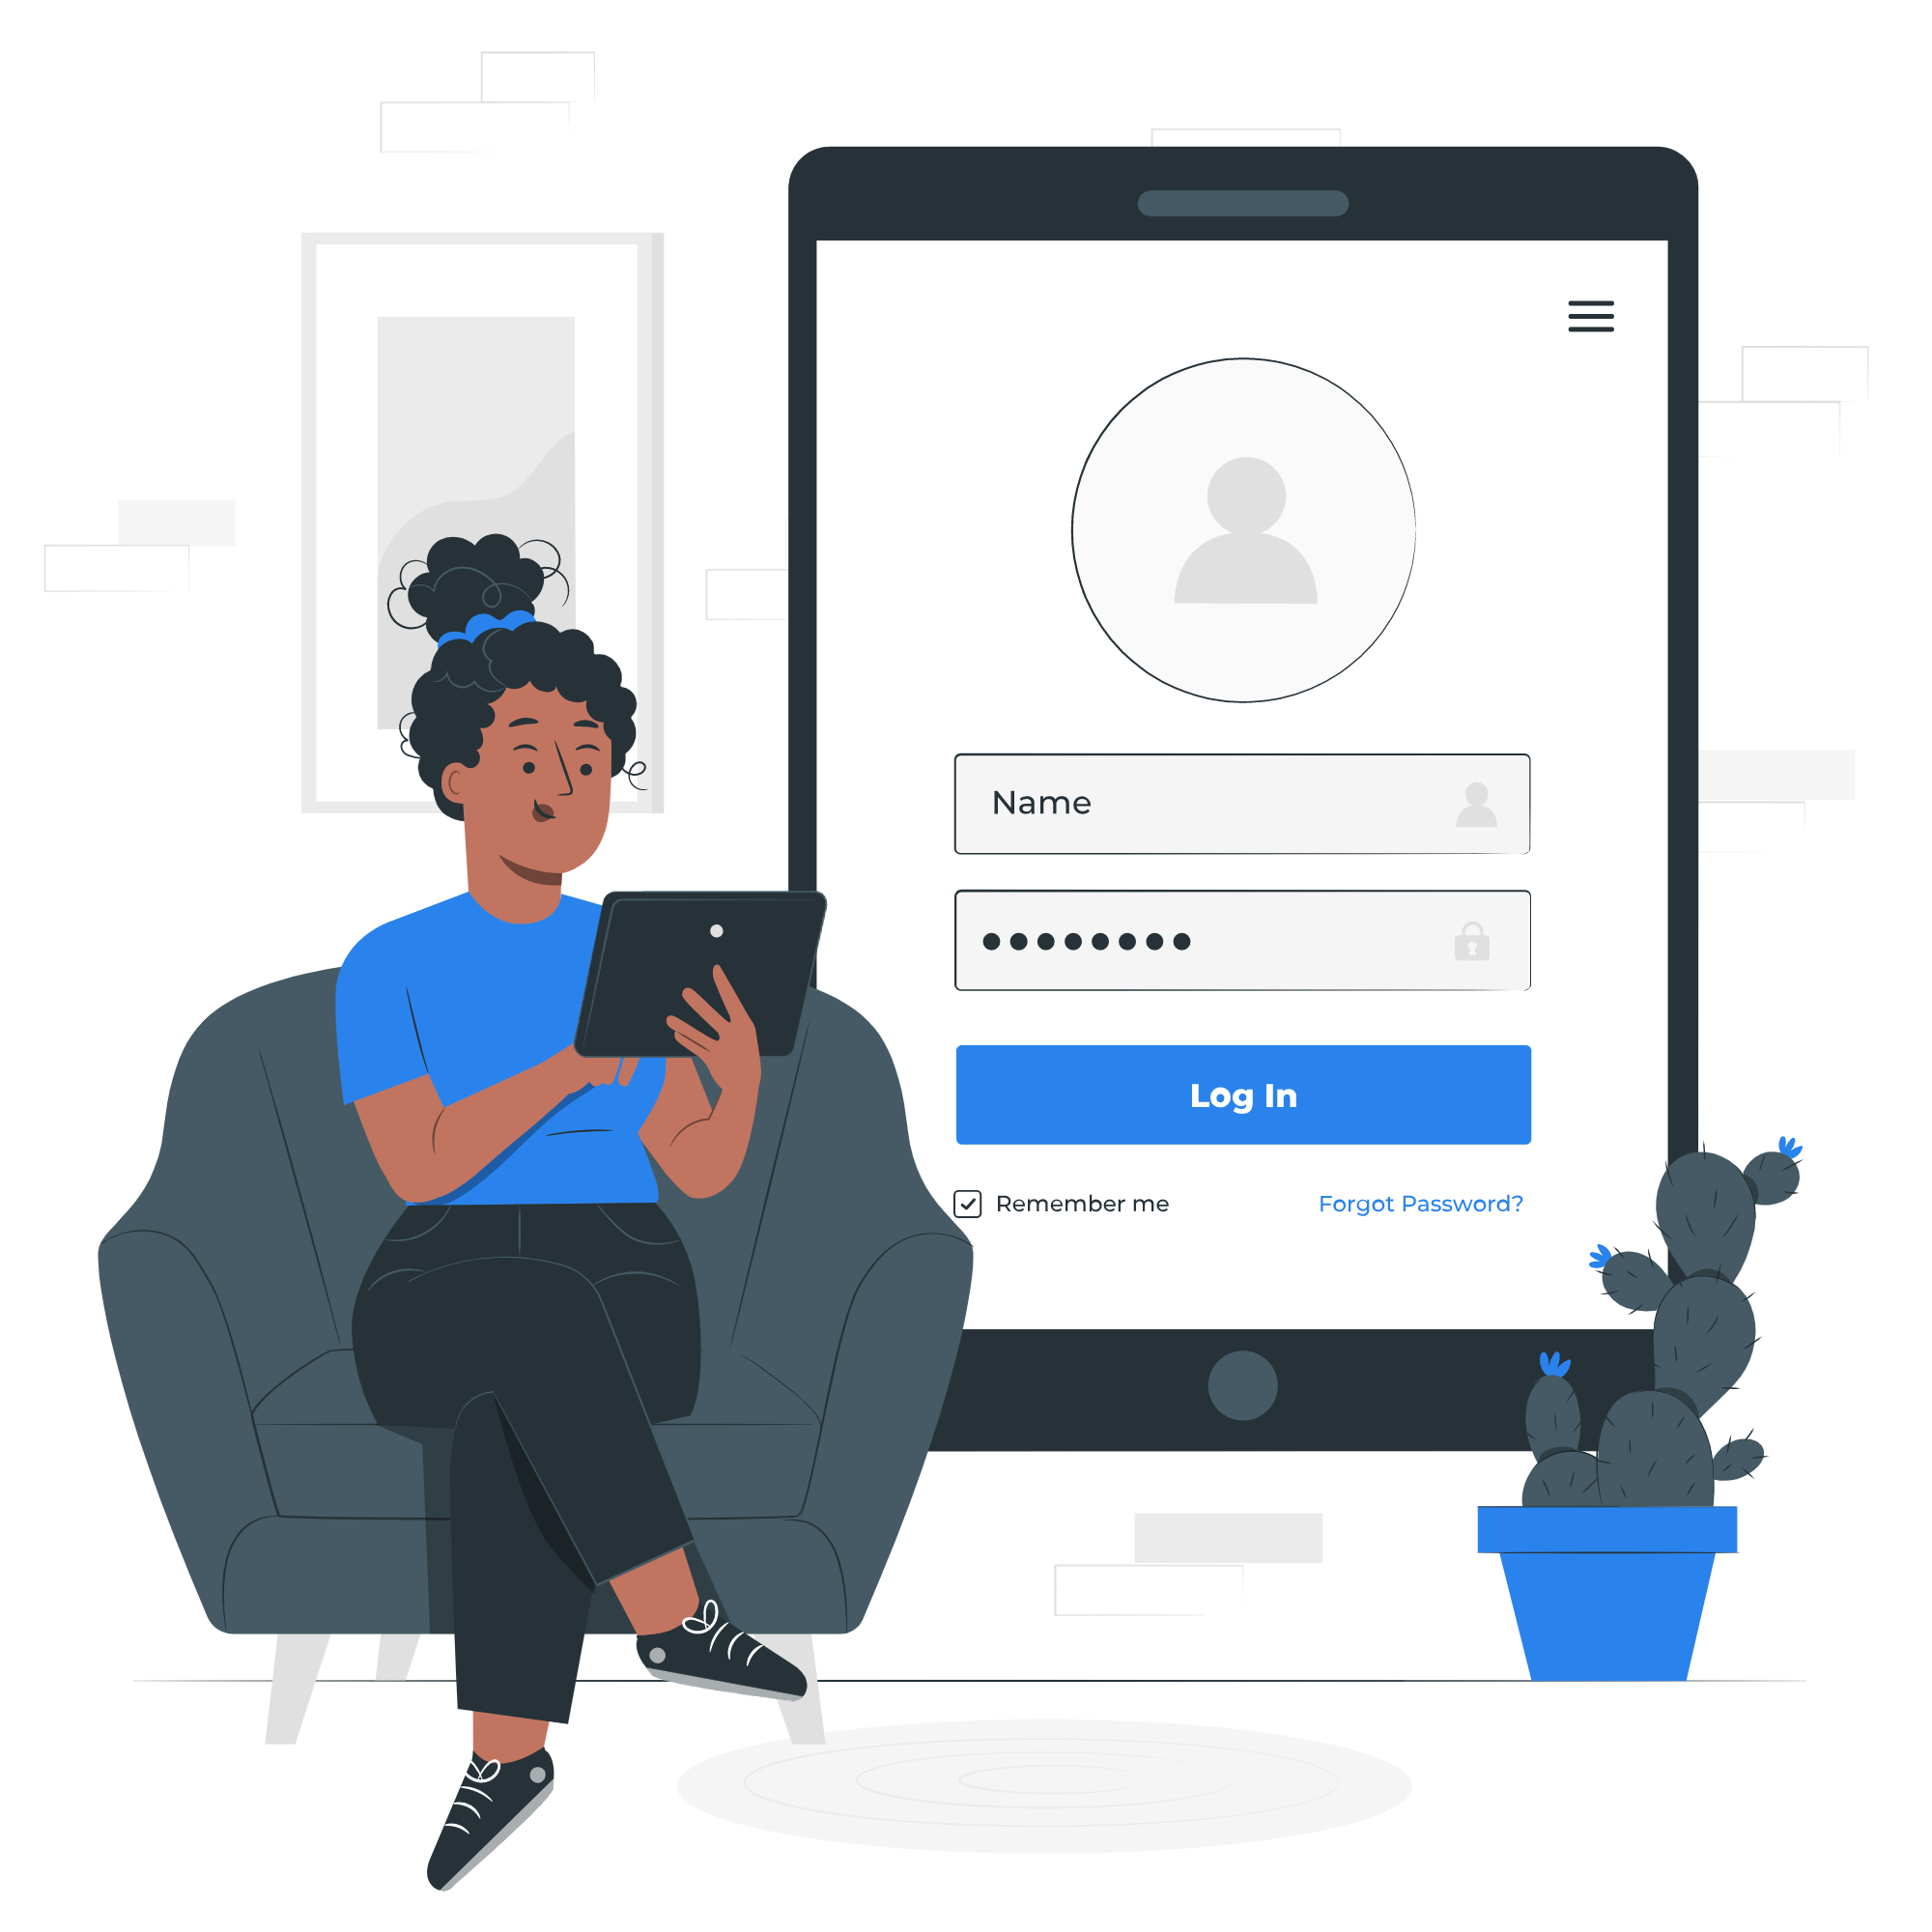 Name
••••••••
Log In
Remember me
Forgot Password?